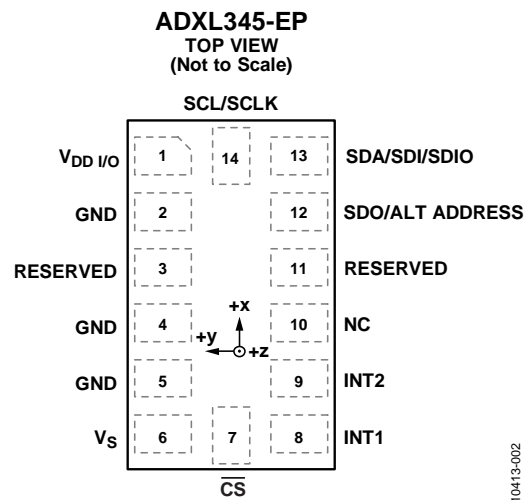 ADXL345-EP
TOP VIEW
(Not to Scale)
SCL/SCLK
VDD I/O 1 14 13 SDA/SDI/SDIO
GND 2 12 SDO/ALT ADDRESS
RESERVED 3 11 RESERVED
+x
GND 4 10 NC
+y +z
GND 5 9 INT2
VS 6 7 8 INT1
CS
10413-002